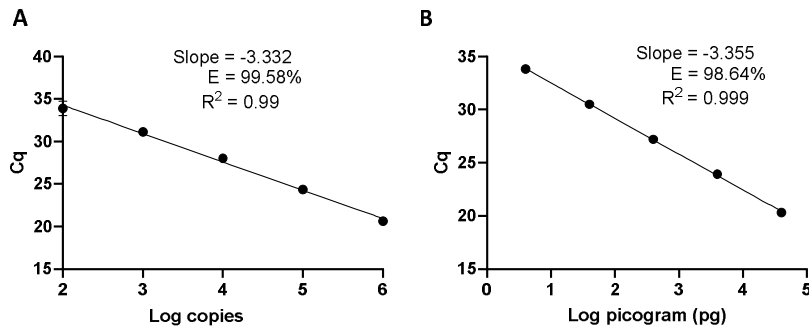 A
Slope = -3.332
E = 99.58%
R² = 0.99
40
35
30
25
20
15
Cq
2 3 4 5 6
Log copies
B
Slope = -3.355
E = 98.64%
R² = 0.999
35
30
25
20
15
Cq
0 1 2 3 4 5
Log picogram (pg)